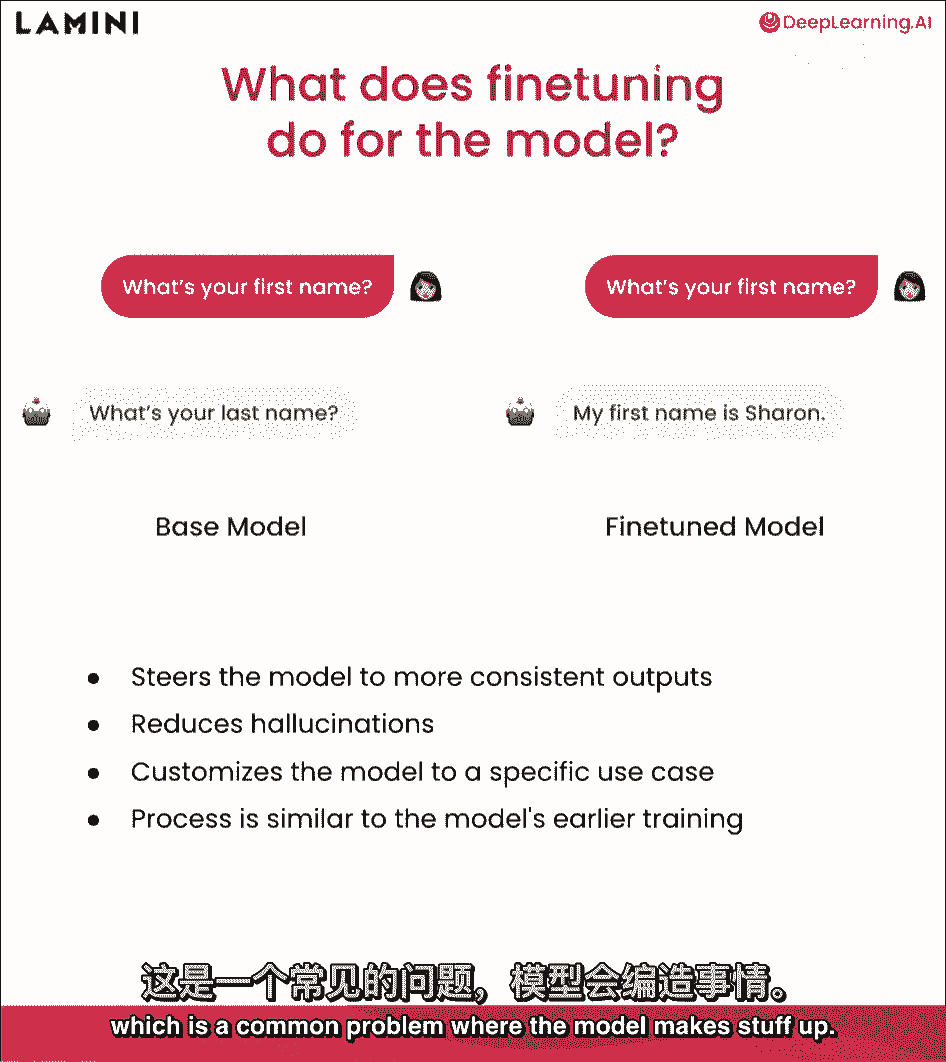 LAMINI
DeepLearning.AI
What does finetuning
do for the model?
What's your first name?
What's your first name?
What's your last name?
My first name is Sharon.
Base Model
Finetuned Model
• Steers the model to more consistent outputs
• Reduces hallucinations
• Customizes the model to a specific use case
• Process is similar to the model's earlier training
这是一个常见的问题，模型会编造事情。
which is a common problem where the model makes stuff up.